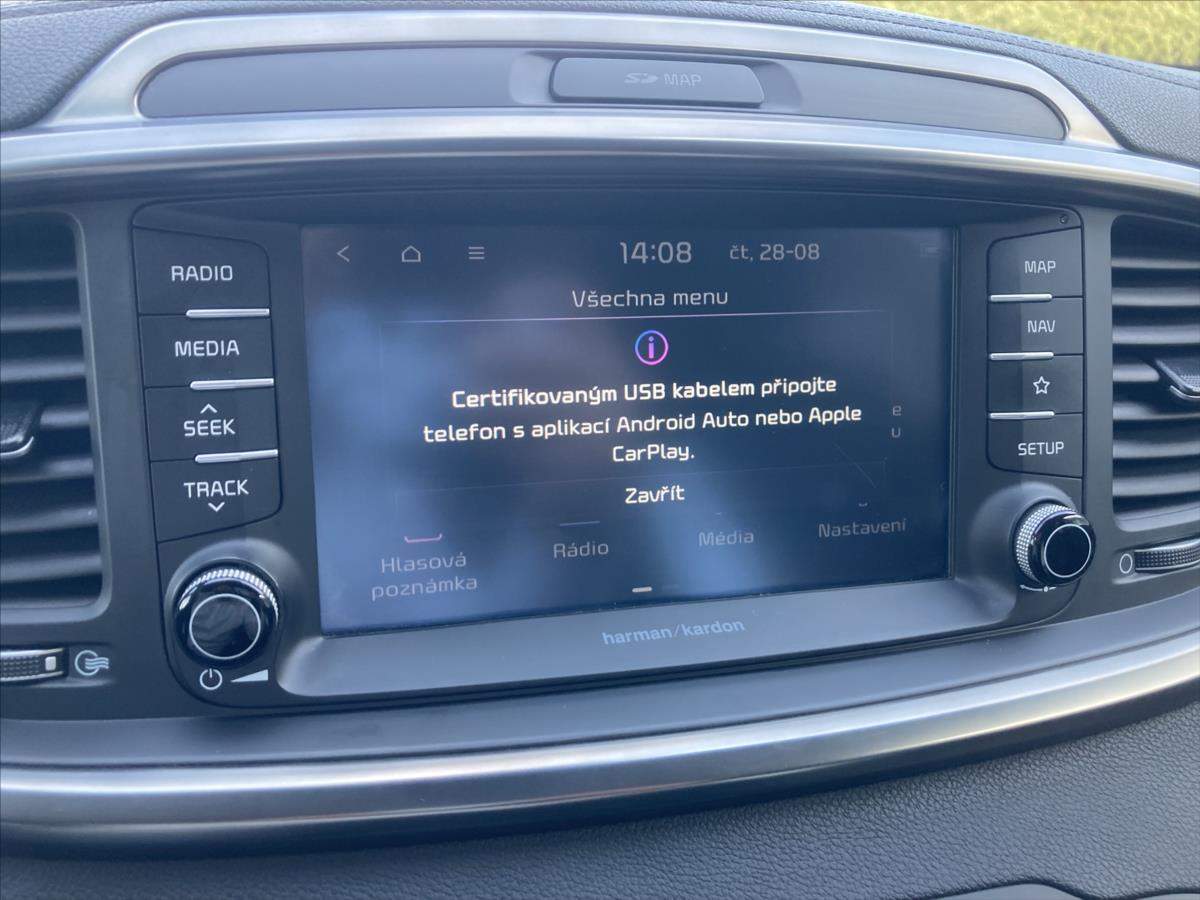 SD MAP
14:08 čt, 28-08
Všechna menu
Certifikovaným USB kabelem připojte
telefon s aplikací Android Auto nebo Apple
CarPlay.
Zavřít
e
u
Hlasová
poznámka
Rádio
Média
Nastavení
RADIO
MEDIA
SEEK
TRACK
MAP
NAV
SETUP
harman/kardon